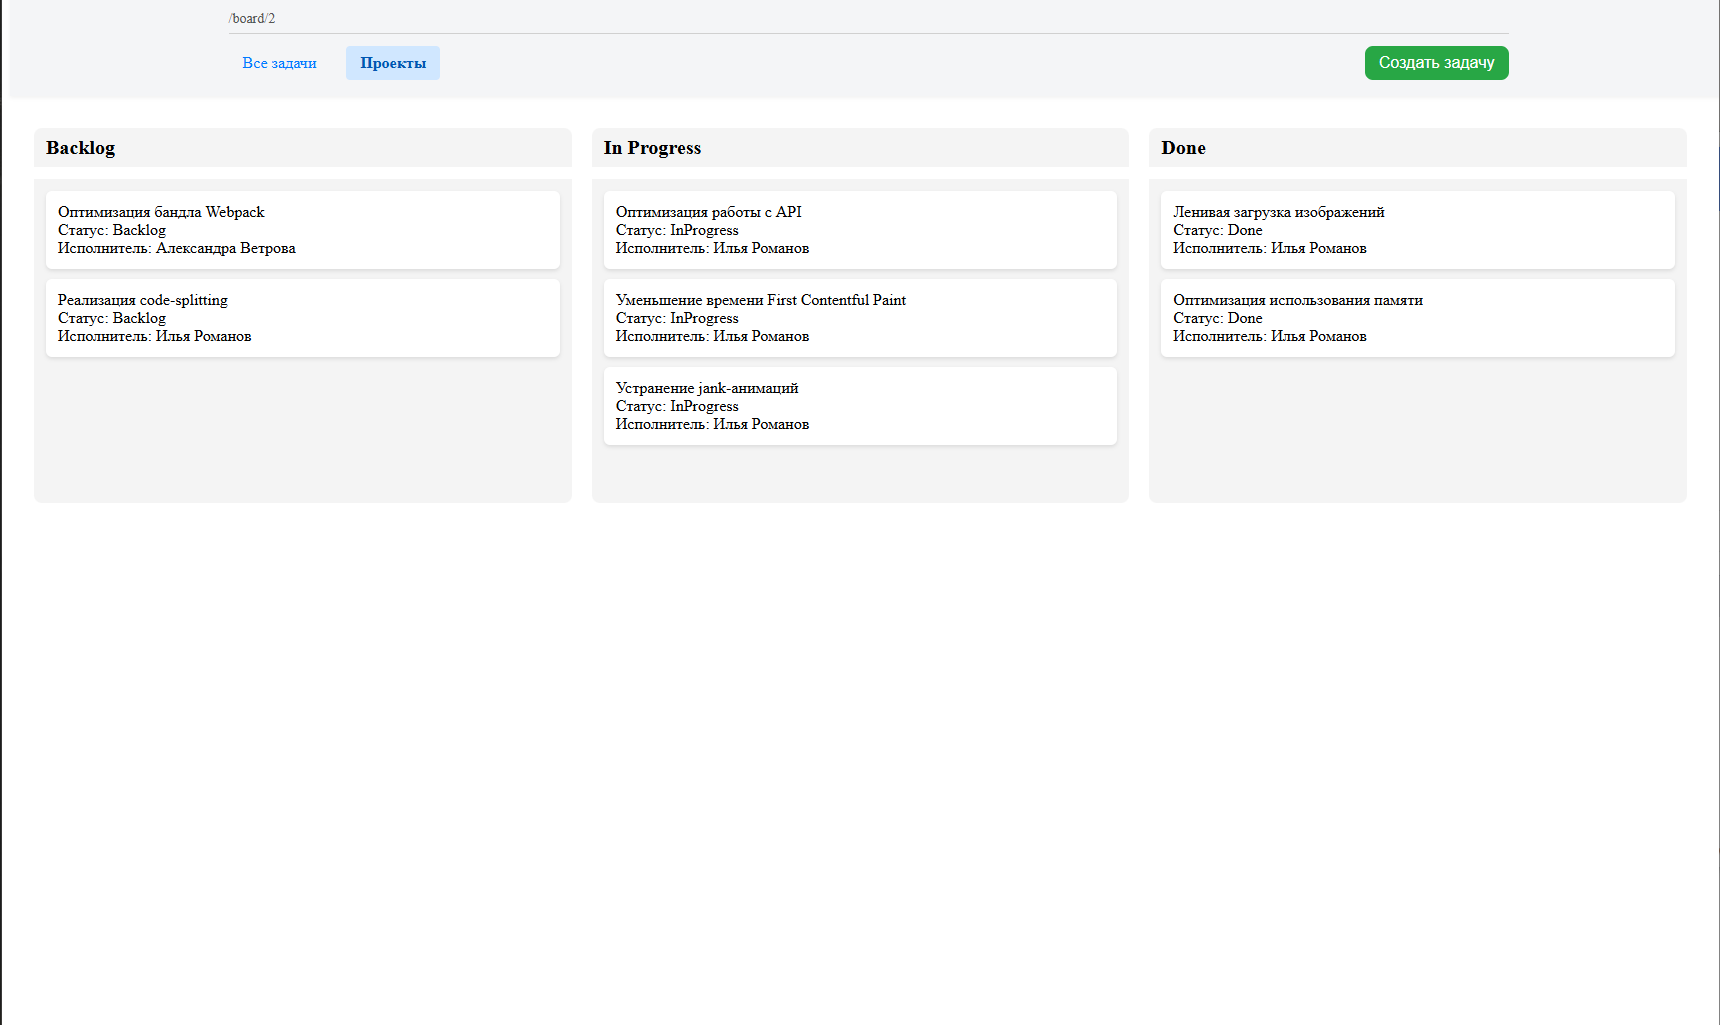 /board/2
Все задачи
Проекты
Создать задачу
Backlog
Оптимизация бандла Webpack
Статус: Backlog
Исполнитель: Александра Ветрова
Реализация code-splitting
Статус: Backlog
Исполнитель: Илья Романов
In Progress
Оптимизация работы с API
Статус: InProgress
Исполнитель: Илья Романов
Уменьшение времени First Contentful Paint
Статус: InProgress
Исполнитель: Илья Романов
Устранение jank-анимаций
Статус: InProgress
Исполнитель: Илья Романов
Done
Ленивая загрузка изображений
Статус: Done
Исполнитель: Илья Романов
Оптимизация использования памяти
Статус: Done
Исполнитель: Илья Романов